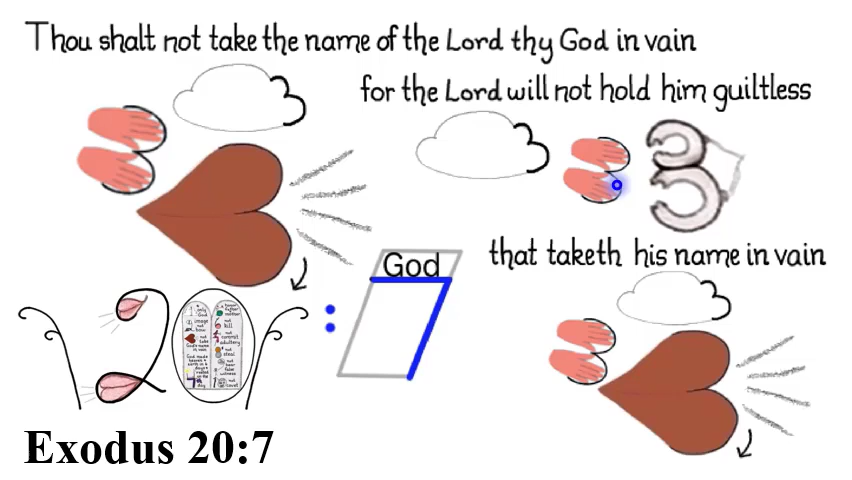 Thou shalt not take the name of the Lord thy God in vain
for the Lord will not hold him guiltless
that taketh his name in vain
God
Exodus 20:7